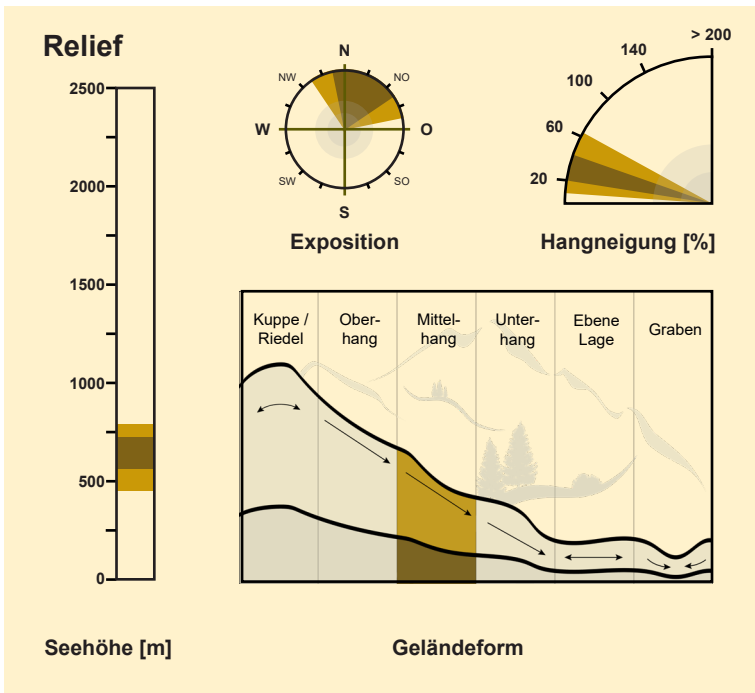 Relief
2500
2000
1500
1000
500
0
Seehöhe [m]
N
NW
NO
W
O
SW
SO
S
Exposition
> 200
140
100
60
20
Hangneigung [%]
Kuppe /
Riedel
Ober-
hang
Mittel-
hang
Unter-
hang
Ebene
Lage
Graben
Geländeform